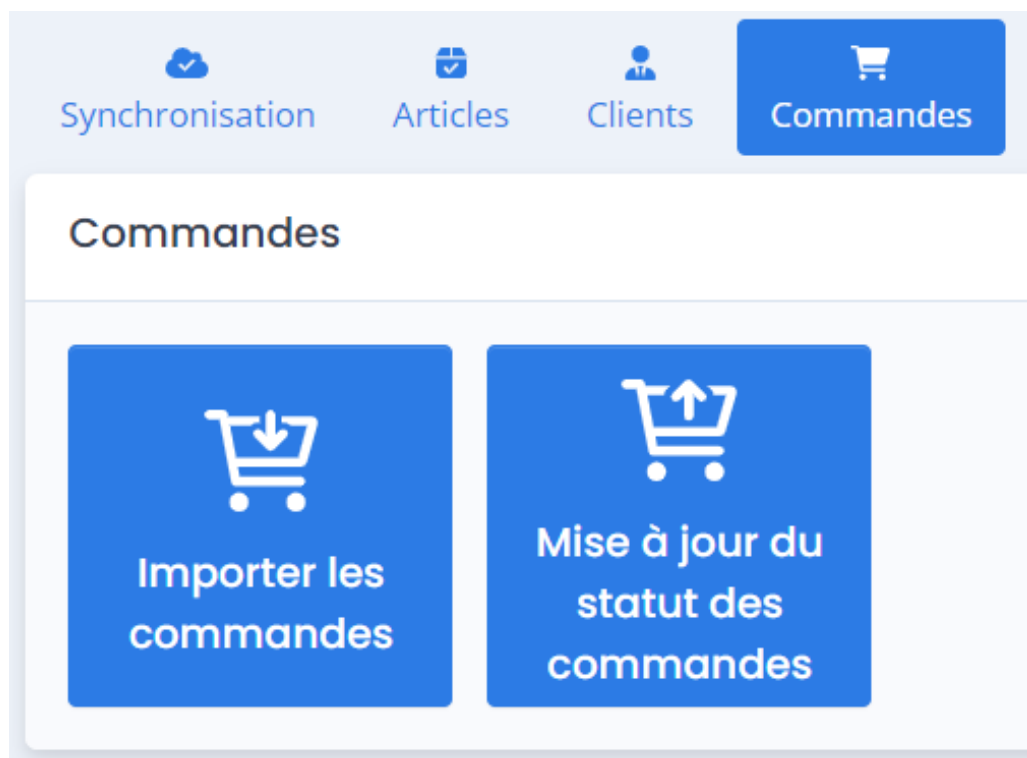 Synchronisation Articles Clients Commandes
Commandes
Importer les
commandes
Mise à jour du
statut des
commandes